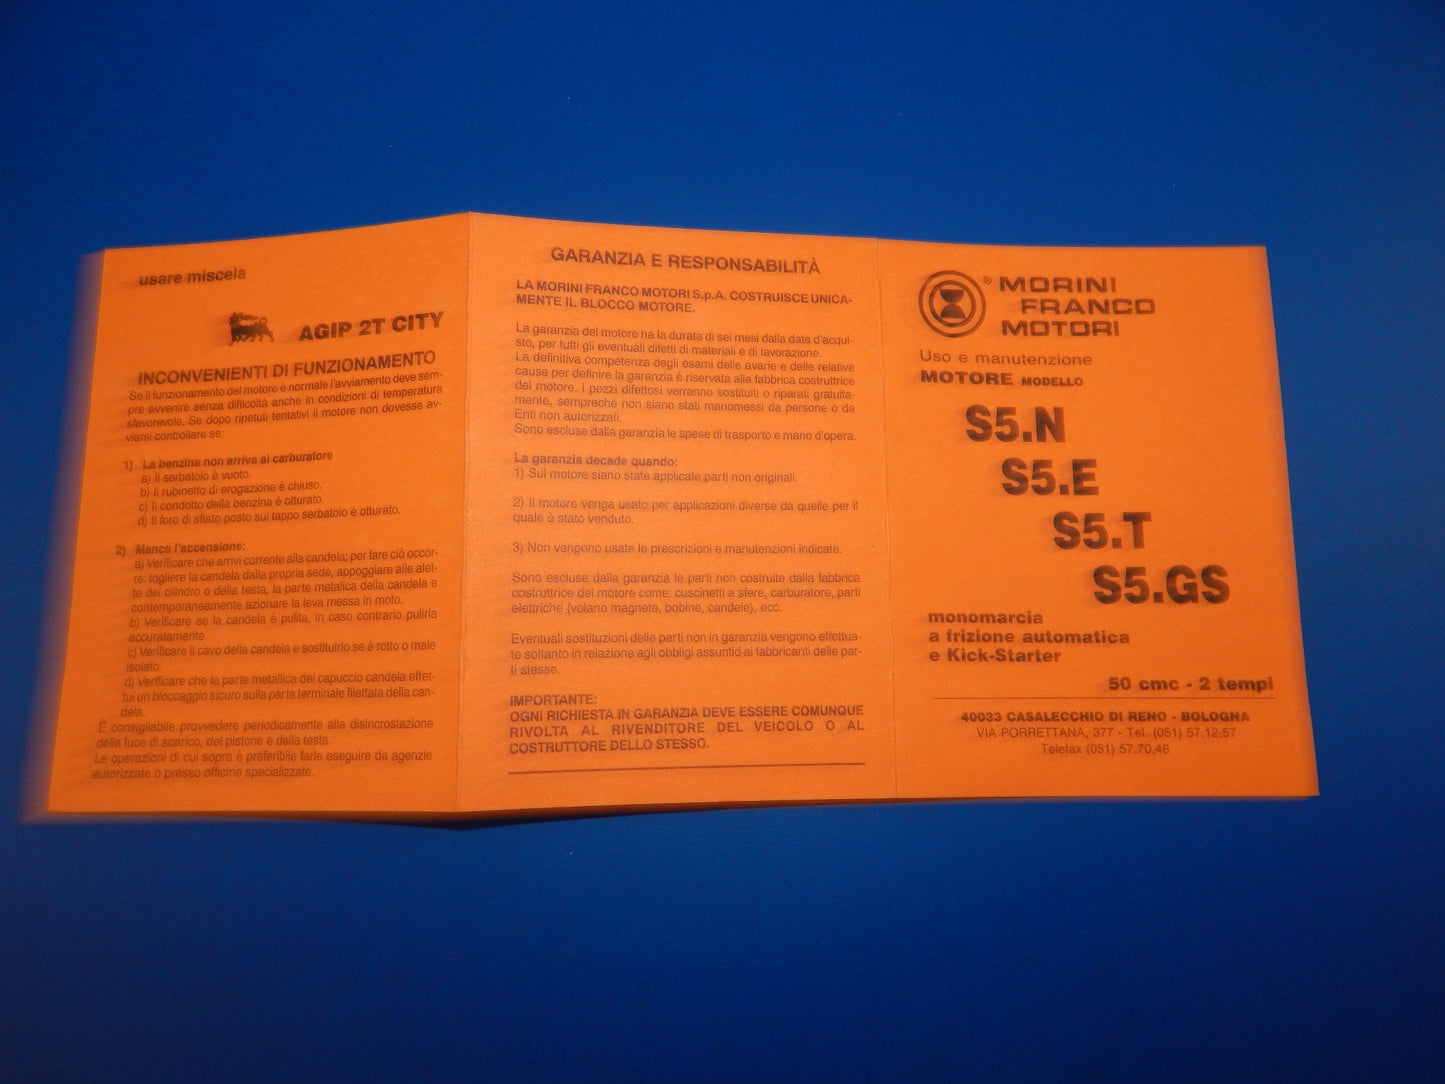 usare miscela
AGIP 2T CITY
INCONVENIENTI DI FUNZIONAMENTO
Se il funzionamento del motore è normale l'avviamento deve sem-
pre avvenire senza difficoltà anche in condizioni di temperatura
sfavorevole. Se dopo ripetuti tentativi il motore non dovesse av-
viarsi controllare se:
1) La benzina non arriva al carburatore
a) Il serbatoio è vuoto.
b) Il rubinetto di erogazione è chiuso.
c) Il condotto della benzina è otturato.
d) Il foro di sfiato posto sul tappo serbatoio è otturato.
2) Manca l'accensione:
a) Verificare che arrivi corrente alla candela; per fare ciò occor-
re: togliere la candela dalla propria sede, appoggiare alle alet-
te del cilindro o della testa, la parte metallca della candela e
contemporaneamente azionare la leva messa in moto.
b) Verificare se la candela è pulita, in caso contrario pulirla
accuratamente.
c) Verificare il cavo della candela e sostituirlo se è rotto o male
isolato.
d) Verificare che la parte metallica del capuccio candela effet-
tui un bloccaggio sicuro sulla parte terminale filettata della can-
dela.
È consigliabile provvedere periodicamente alla disincrostazione
della luce di scarico, del pistone e della testa.
Le operazioni di cui sopra è preferibile farle eseguire da agenzie
autorizzate o presso officine specializzate.
GARANZIA E RESPONSABILITÀ
LA MORINI FRANCO MOTORI S.p.A. COSTRUISCE UNICA-
MENTE IL BLOCCO MOTORE.
La garanzia del motore ha la durata di sei mesi dalla data d'acqui-
sto, per tutti gli eventuali difetti di materiali e di lavorazione.
La definitiva competenza degli esami delle avarie e delle relative
cause per definire la garanzia è riservata alla fabbrica costruttrice
del motore. I pezzi difettosi verranno sostituiti o riparati gratuita-
mente, sempreché non siano stati manomessi da persone o da
Enti non autorizzati.
Sono escluse dalla garanzia le spese di trasporto e mano d'opera.
La garanzia decade quando:
1) Sul motore siano state applicate parti non originali.
2) Il motore venga usato per applicazioni diverse da quelle per il
quale è stato venduto.
3) Non vengono usate le prescrizioni e manutenzioni indicate.
Sono escluse dalla garanzia le parti non costruite dalla fabbrica
costruttrice del motore come: cuscinetti a sfere, carburatore, parti
elettriche (volano magnete, bobine, candele), ecc.
Eventuali sostituzioni delle parti non in garanzia vengono effettua-
te soltanto in relazione agli obbligi assuntici ai fabbricanti delle par-
ti stesse.
IMPORTANTE:
OGNI RICHIESTA IN GARANZIA DEVE ESSERE COMUNQUE
RIVOLTA AL RIVENDITORE DEL VEICOLO O AL
COSTRUTTORE DELLO STESSO.
® MORINI
FRANCO
MOTORI
Uso e manutenzione
MOTORE MODELLO
S5.N
S5.E
S5.T
S5.GS
monomarcia
a frizione automatica
e Kick-Starter
50 cmc - 2 tempi
40033 CASALECCHIO DI RENO - BOLOGNA
VIA PORRETTANA, 377 - Tel. (051) 57.12.57
Telefax (051) 57.70.48